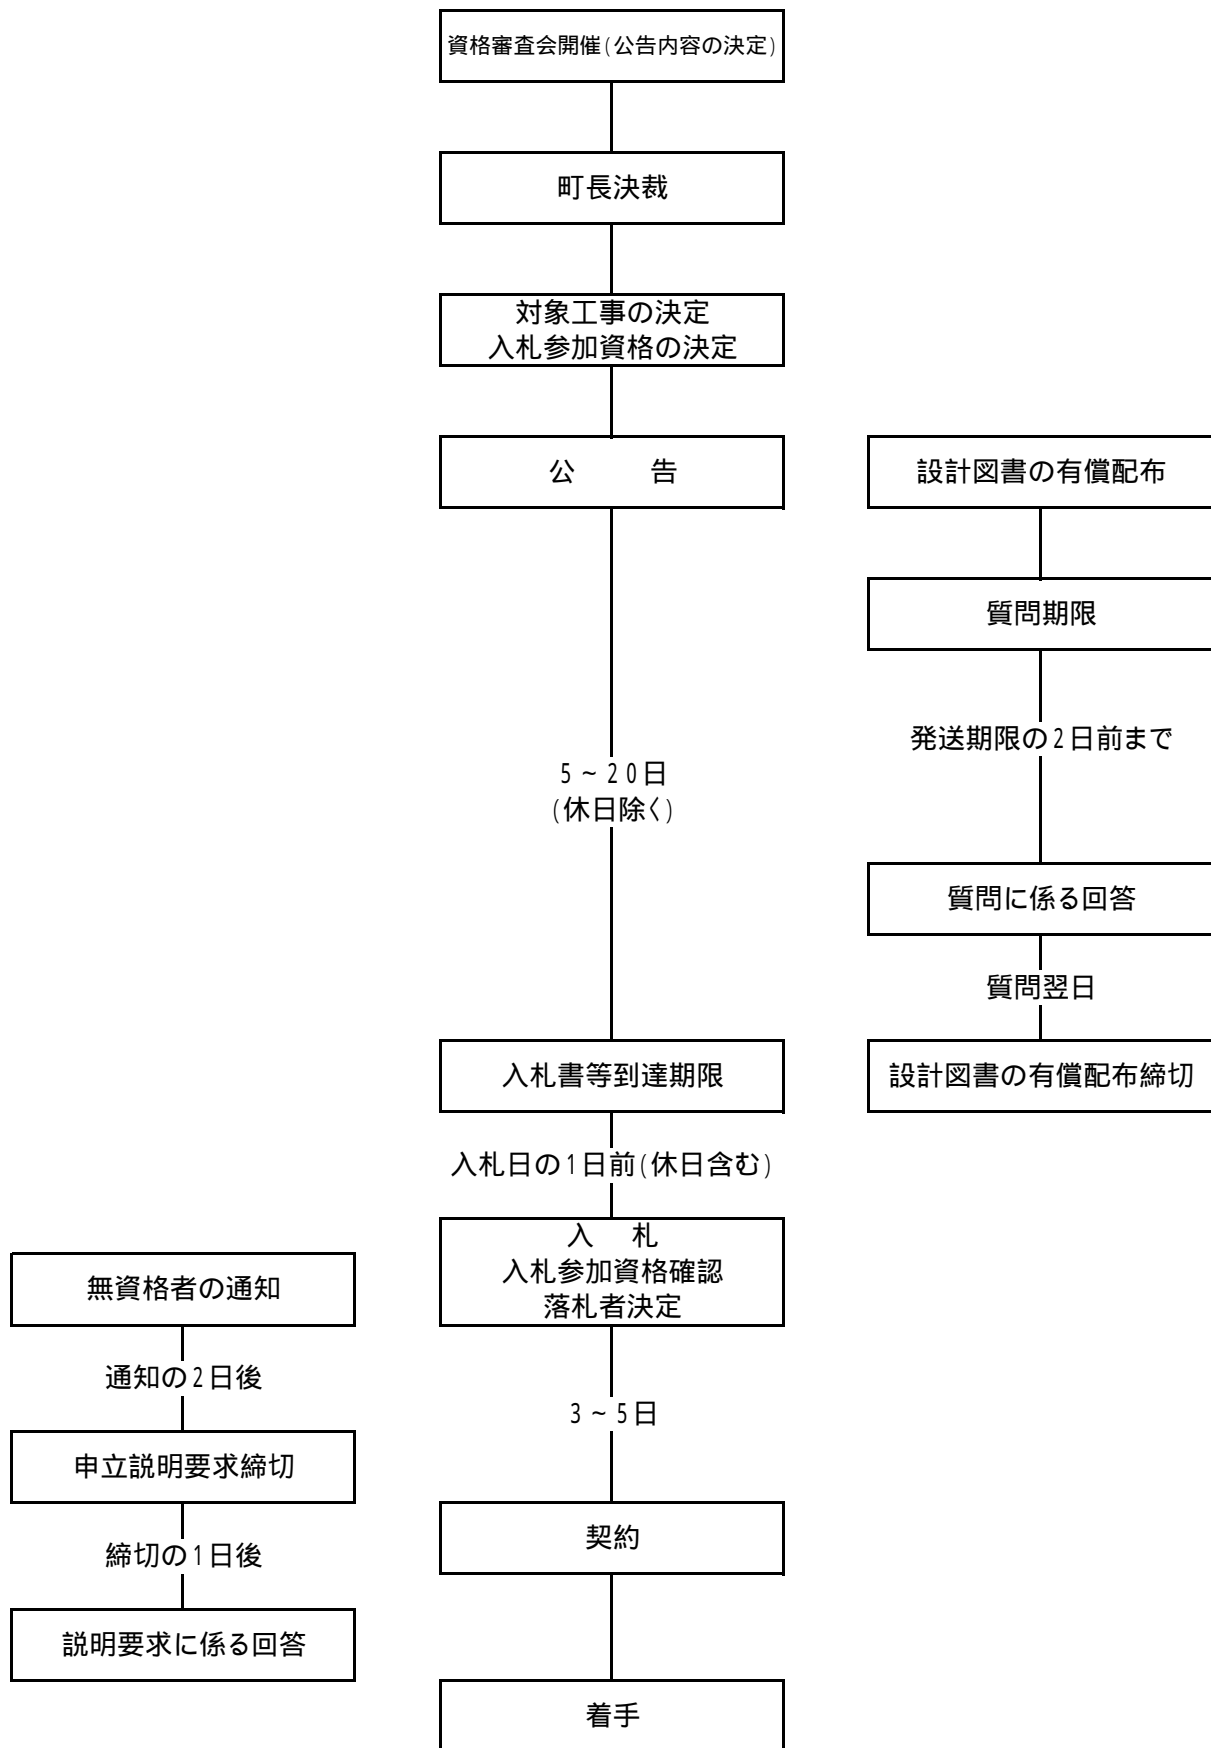 資格審査会開催(公告内容の決定)
町長決裁
対象工事の決定
入札参加資格の決定
公　　告
設計図書の有償配布
質問期限
発送期限の2日前まで
5~20日
(休日除く)
質問に係る回答
質問翌日
入札書等到達期限
設計図書の有償配布締切
入札日の1日前(休日含む)
入　札
入札参加資格確認
落札者決定
無資格者の通知
通知の2日後
3~5日
申立説明要求締切
契約
締切の1日後
説明要求に係る回答
着手